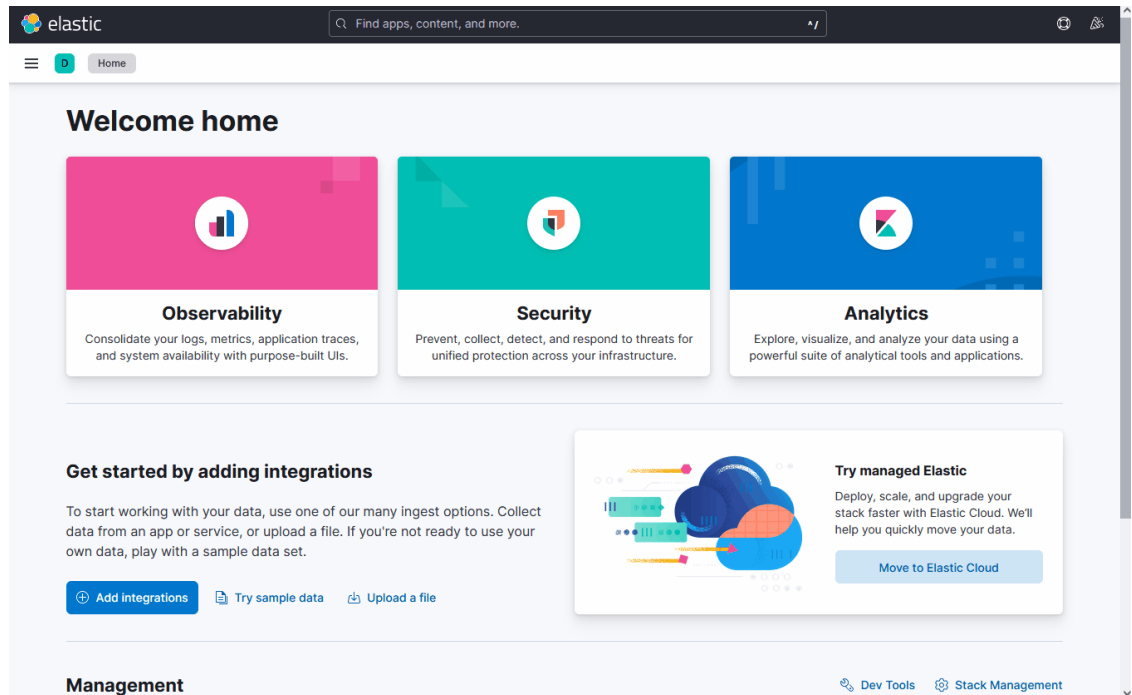 elastic
Find apps, content, and more.
^/
D
Home
Welcome home
Observability
Consolidate your logs, metrics, application traces,
and system availability with purpose-built UIs.
Security
Prevent, collect, detect, and respond to threats for
unified protection across your infrastructure.
Analytics
Explore, visualize, and analyze your data using a
powerful suite of analytical tools and applications.
Get started by adding integrations
To start working with your data, use one of our many ingest options. Collect
data from an app or service, or upload a file. If you're not ready to use your
own data, play with a sample data set.
Add integrations
Try sample data
Upload a file
Try managed Elastic
Deploy, scale, and upgrade your
stack faster with Elastic Cloud. We'll
help you quickly move your data.
Move to Elastic Cloud
Management
Dev Tools
Stack Management